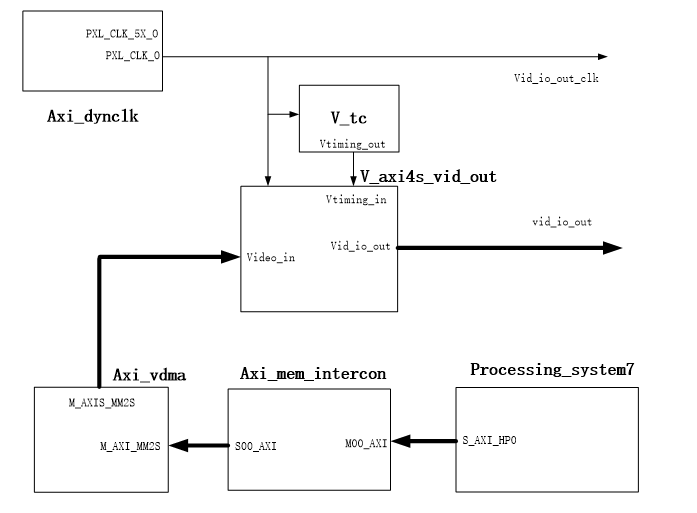 PXL_CLK_5X_O
PXL_CLK_O
Axi_dynclk
Vid_io_out_clk
V_tc
Vtiming_out
V_axi4s_vid_out
Vtiming_in
Vid_io_out
Video_in
vid_io_out
Axi_vdma
M_AXIS_MM2S
M_AXI_MM2S
Axi_mem_intercon
S00_AXI
M00_AXI
Processing_system7
S_AXI_HP0